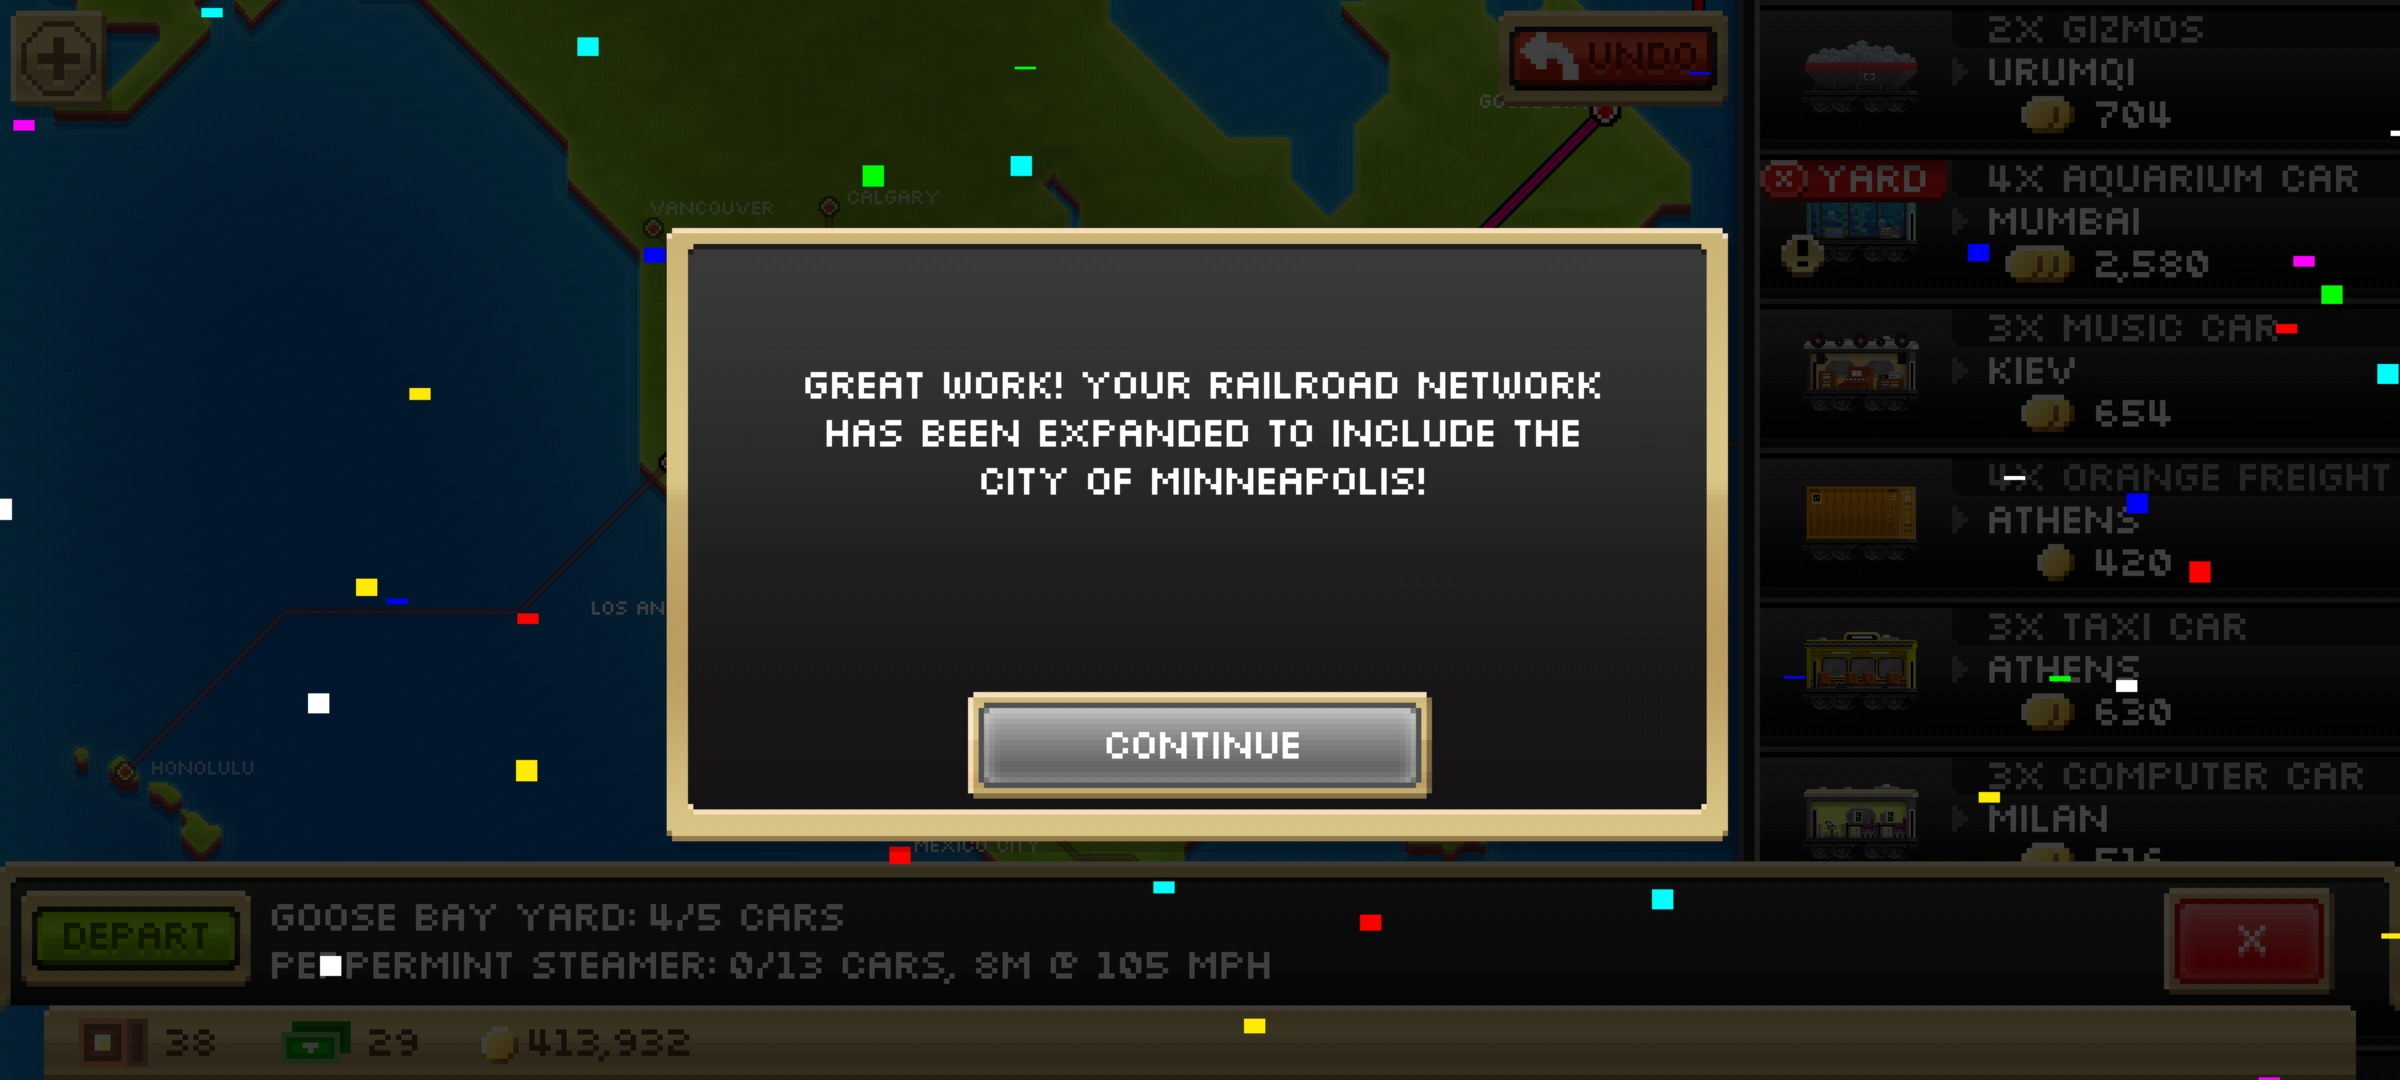 UNDO
VANCOUVER
CALGARY
GREAT WORK! YOUR RAILROAD NETWORK
HAS BEEN EXPANDED TO INCLUDE THE
CITY OF MINNEAPOLIS!
CONTINUE
LOS AN
HONOLULU
MEXICO CITY
2X GIZMOS
URUMQI
704
YARD
4X AQUARIUM CAR
MUMBAI
2,580
3X MUSIC CAR
KIEV
654
4X ORANGE FREIGHT
ATHENS
420
3X TAXI CAR
ATHENS
630
3X COMPUTER CAR
MILAN
516
DEPART
GOOSE BAY YARD: 4/5 CARS
PEPPERMINT STEAMER: 0/13 CARS, 8M @ 105 MPH
X
38
29
413,932